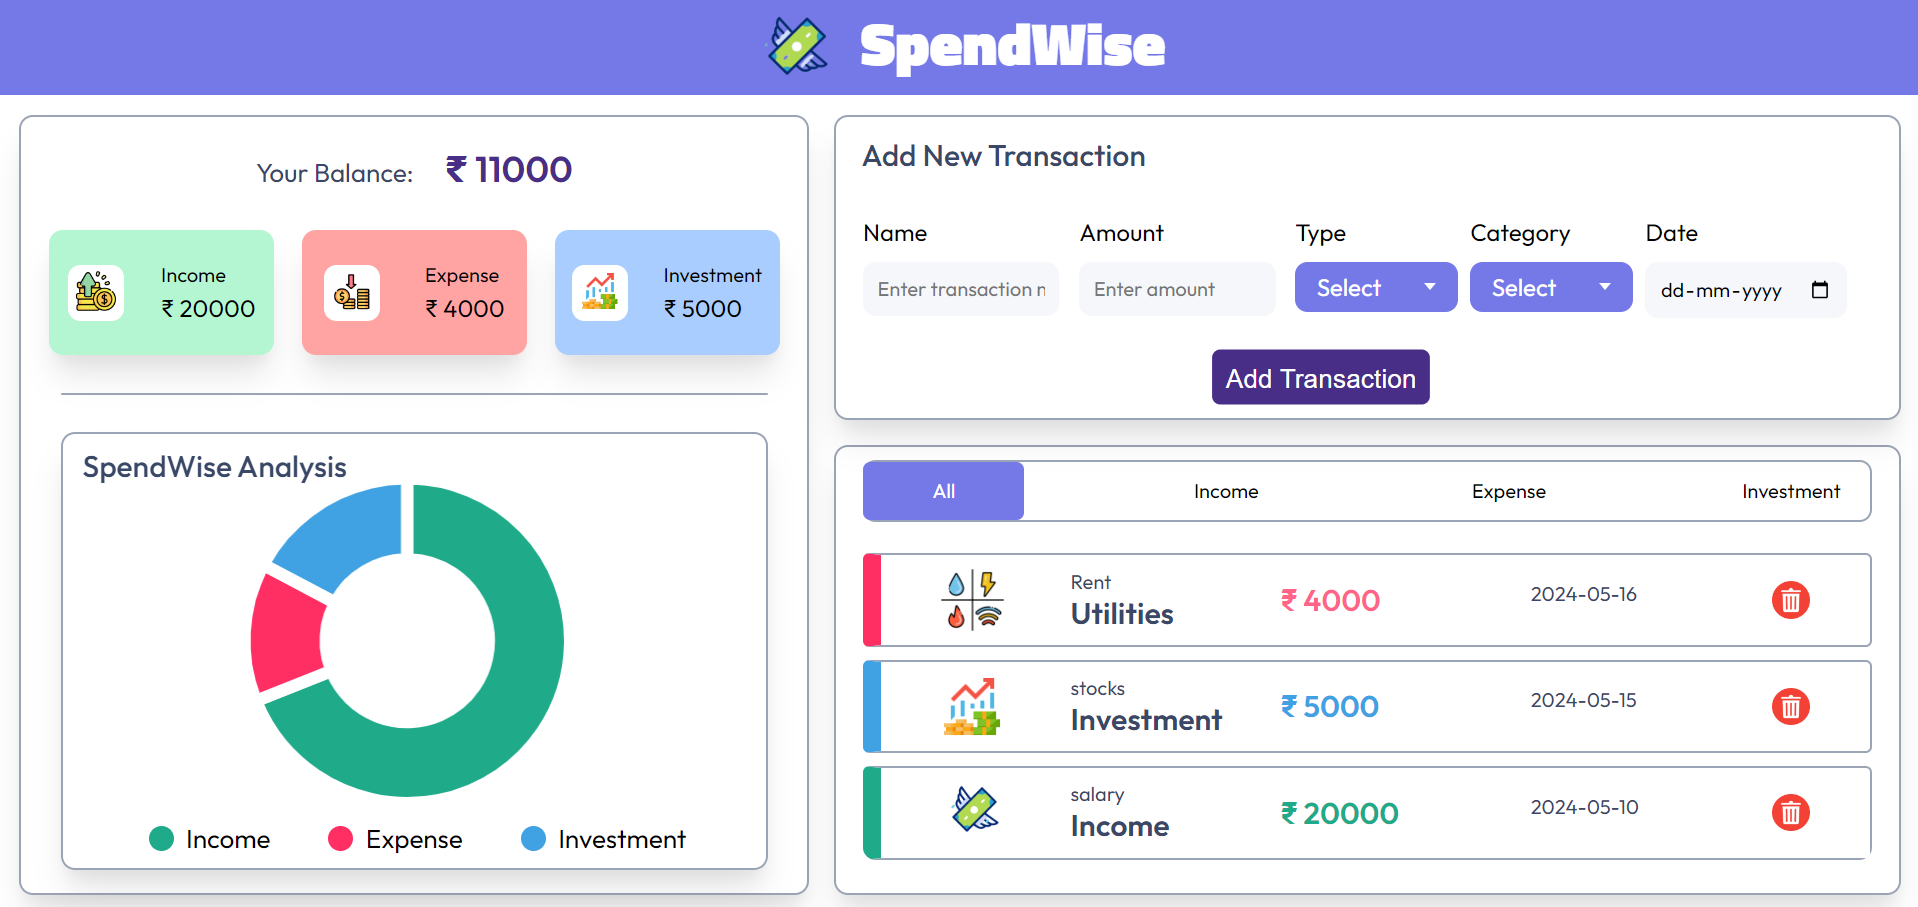 SpendWise
Your Balance: ₹ 11000
Income
₹ 20000
Expense
₹ 4000
Investment
₹ 5000
SpendWise Analysis
Income Expense Investment
Add New Transaction
Name Amount Type Category Date
Enter transaction n Enter amount Select Select dd-mm-yyyy
Add Transaction
All Income Expense Investment
Rent
Utilities
₹ 4000
2024-05-16
stocks
Investment
₹ 5000
2024-05-15
salary
Income
₹ 20000
2024-05-10